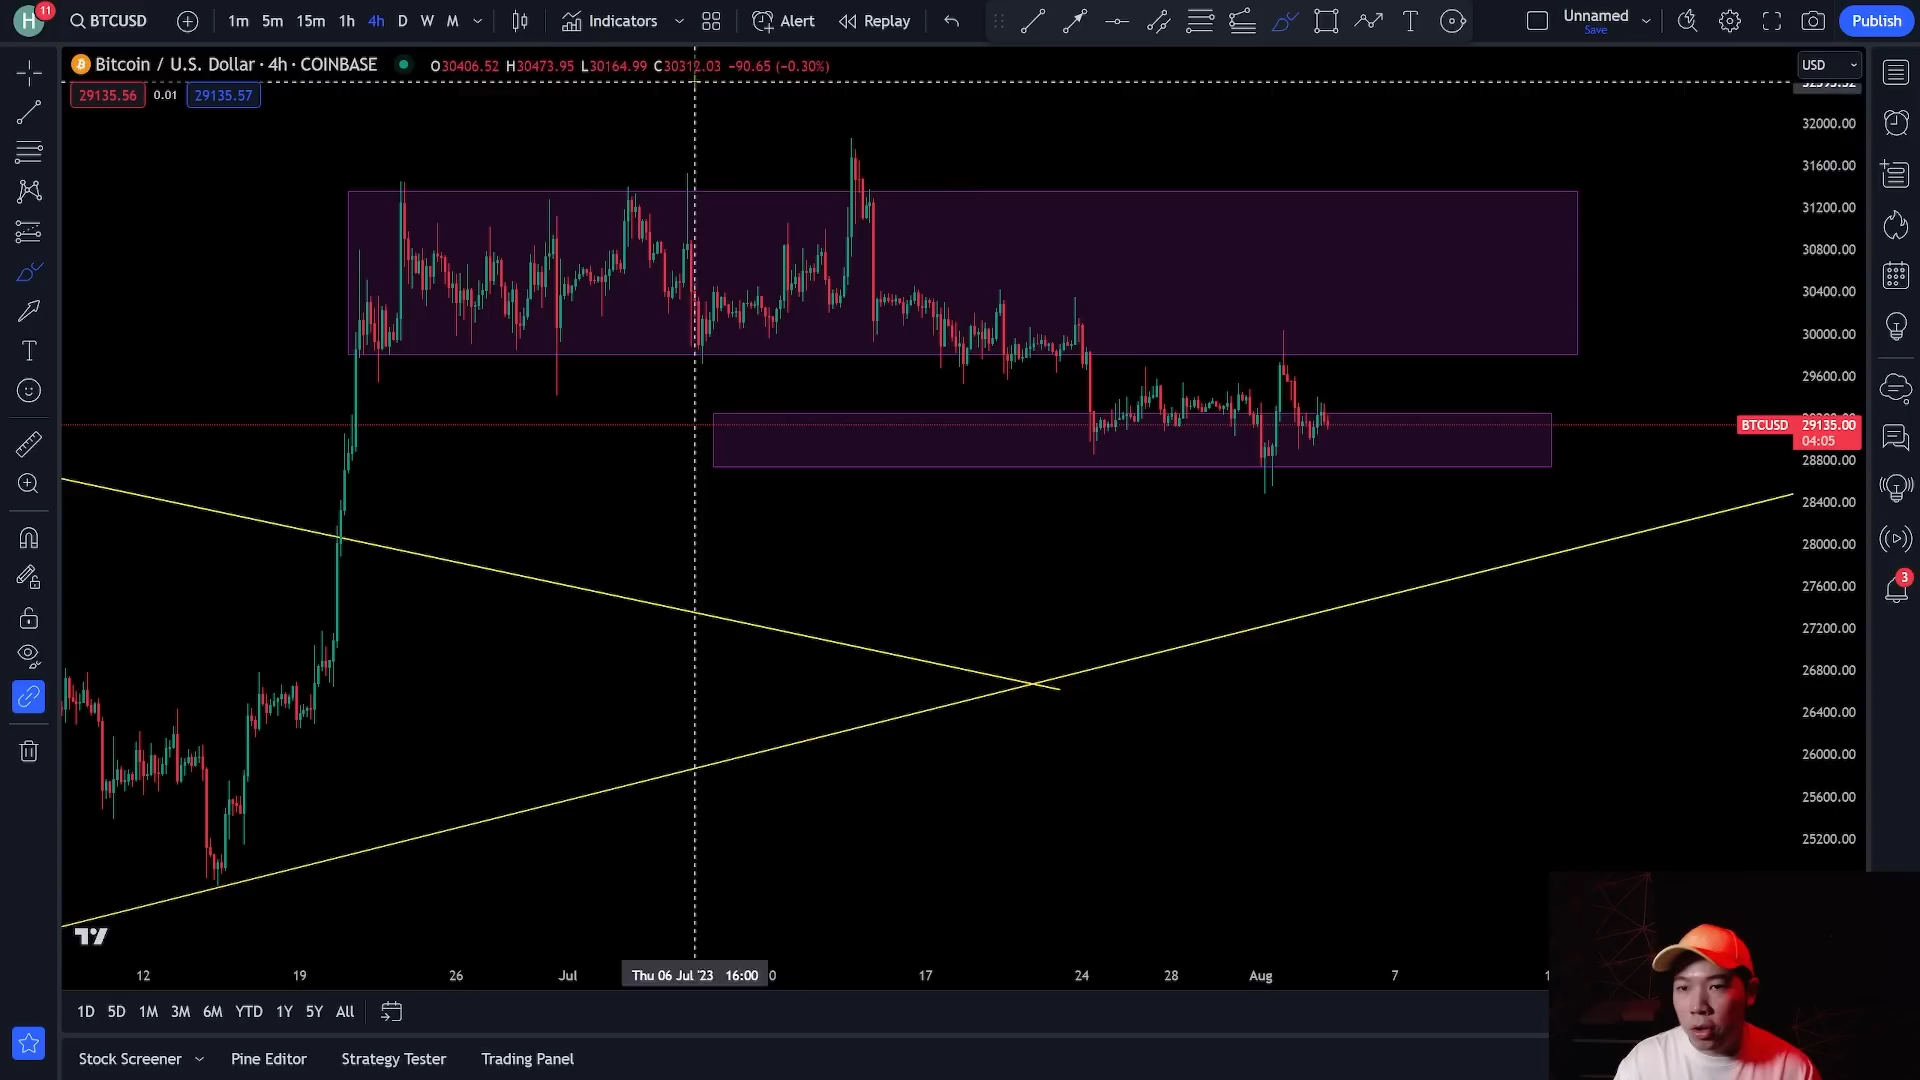 H 11 BTCUSD 1m 5m 15m 1h 4h D W M Indicators Alert Replay Unnamed Save Publish
Bitcoin / U.S. Dollar · 4h · COINBASE O30406.52 H30473.95 L30164.99 C30312.03 −90.65 (−0.30%) USD
29135.56 0.01 29135.57
32000.00
31600.00
31200.00
30800.00
30400.00
30000.00
29600.00
BTCUSD 29135.00
04:05
28800.00
28400.00
28000.00
3
27600.00
27200.00
26800.00
26400.00
26000.00
25600.00
25200.00
12 19 26 Jul Thu 06 Jul '23 16:00 0 17 24 28 Aug 7 1
1D 5D 1M 3M 6M YTD 1Y 5Y All
Stock Screener Pine Editor Strategy Tester Trading Panel